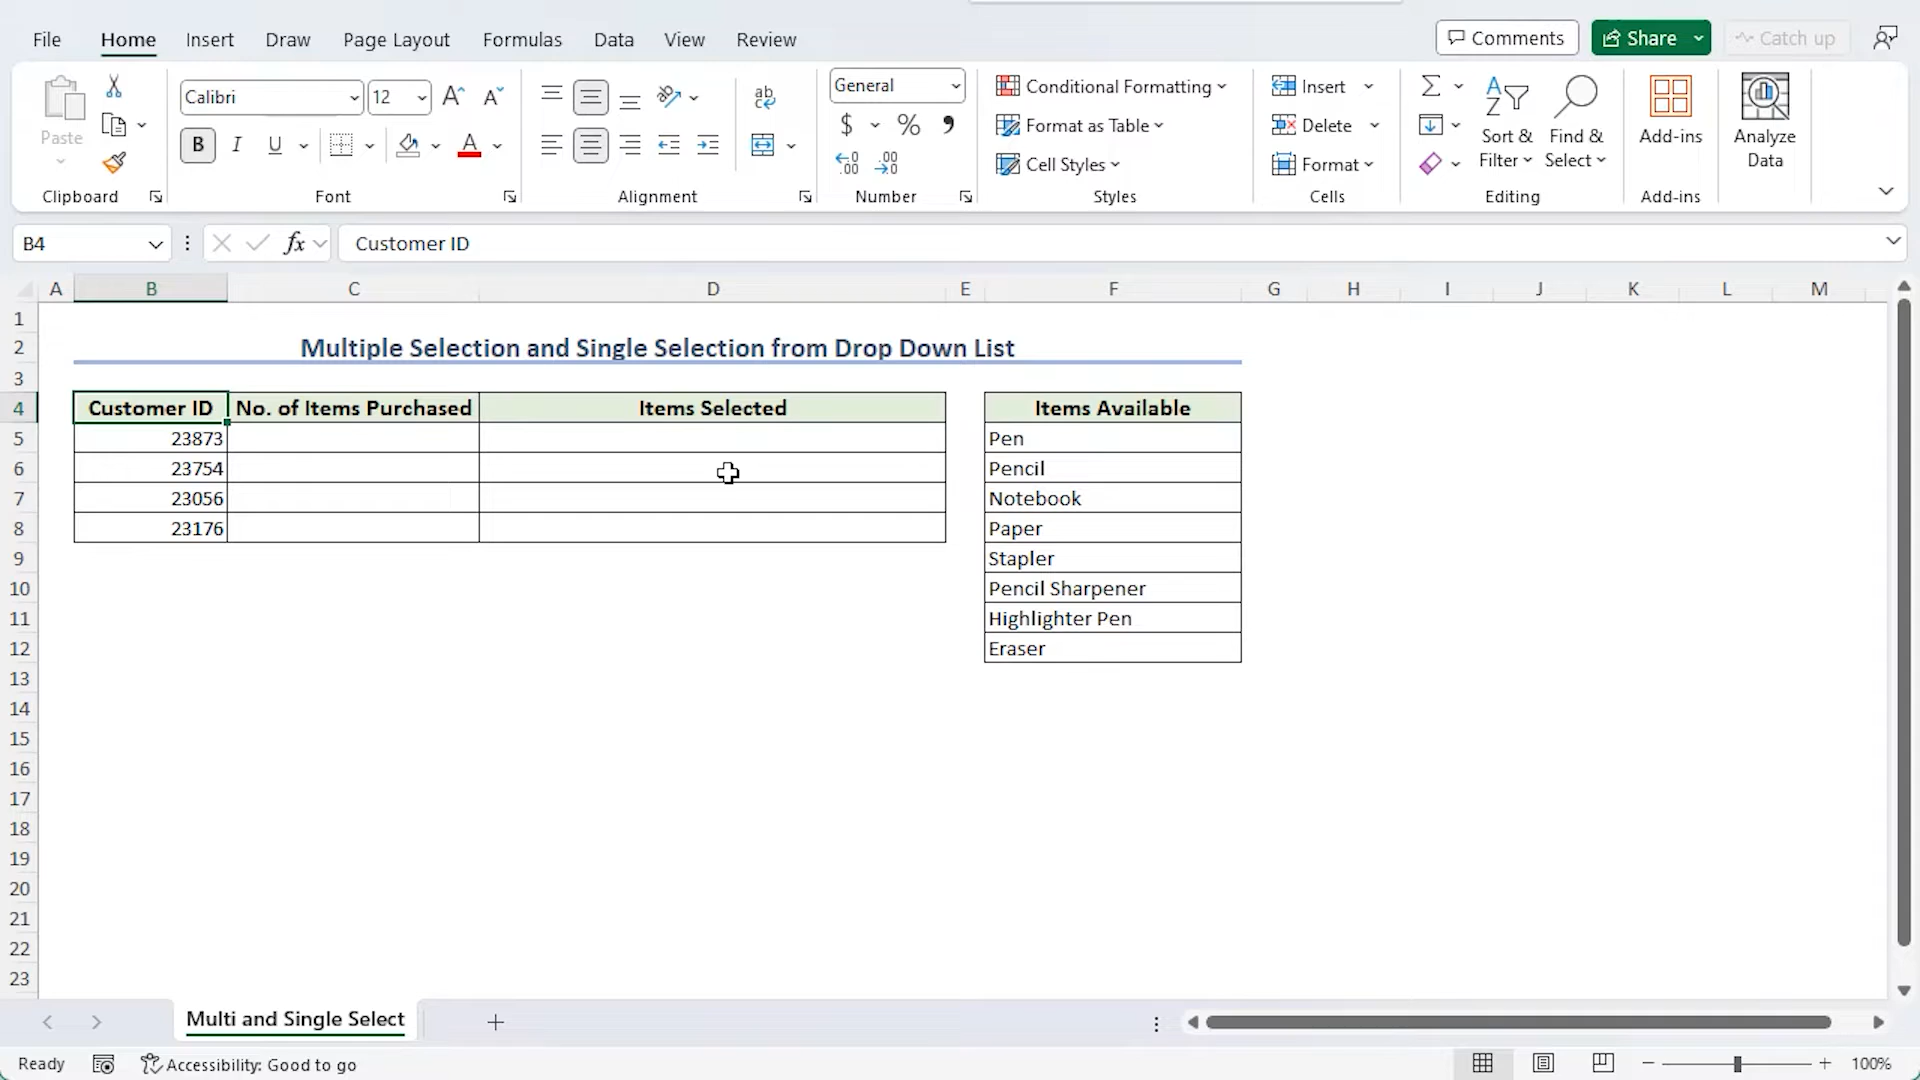 File Home Insert Draw Page Layout Formulas Data View Review Comments Share Catch up
Paste
Clipboard
Calibri 12
B I U A
Font
ab
c
Alignment
General
$ % ,
Number
Conditional Formatting
Format as Table
Cell Styles
Styles
Insert
Delete
Format
Cells
Sort & Filter
Find & Select
Editing
Add-ins
Add-ins
Analyze Data
B4 fx Customer ID
A B C D E F G H I J K L M
1
2 Multiple Selection and Single Selection from Drop Down List
3
4 Customer ID No. of Items Purchased Items Selected Items Available
5 23873 Pen
6 23754 Pencil
7 23056 Notebook
8 23176 Paper
9 Stapler
10 Pencil Sharpener
11 Highlighter Pen
12 Eraser
13
14
15
16
17
18
19
20
21
22
23
Multi and Single Select
Ready Accessibility: Good to go 100%